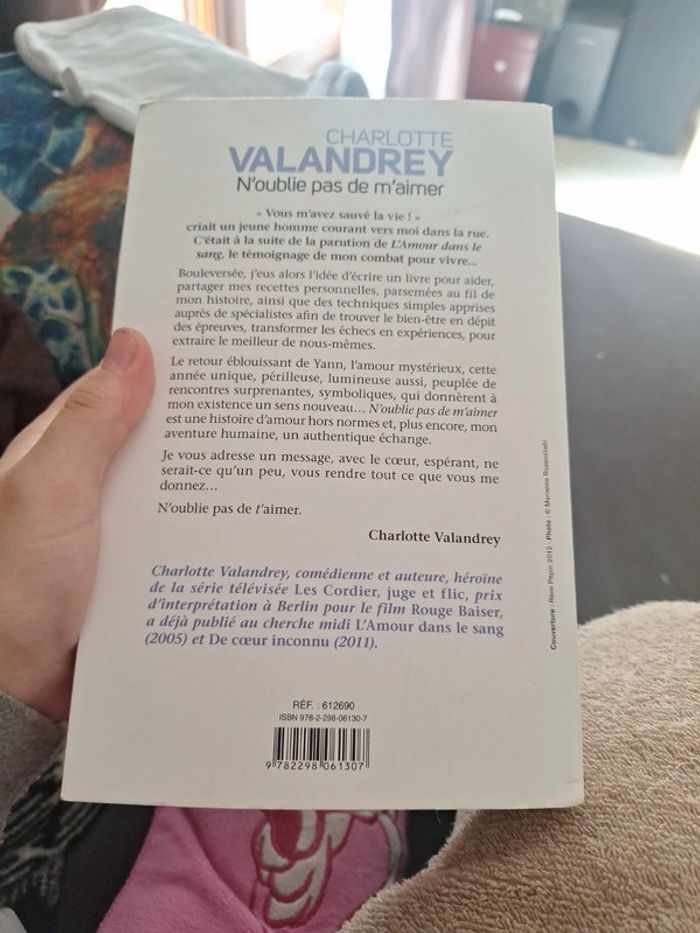 CHARLOTTE
VALANDREY
N'oublie pas de m'aimer
« Vous m'avez sauvé la vie ! »
criait un jeune homme courant vers moi dans la rue.
C'était à la suite de la parution de L'Amour dans le
sang, le témoignage de mon combat pour vivre...
Bouleversée, j'eus alors l'idée d'écrire un livre pour aider,
partager mes recettes personnelles, parsemées au fil de
mon histoire, ainsi que des techniques simples apprises
auprès de spécialistes afin de trouver le bien-être en dépit
des épreuves, transformer les échecs en expériences, pour
extraire le meilleur de nous-mêmes.
Le retour éblouissant de Yann, l'amour mystérieux, cette
année unique, périlleuse, lumineuse aussi, peuplée de
rencontres surprenantes, symboliques, qui donnèrent à
mon existence un sens nouveau... N'oublie pas de m'aimer
est une histoire d'amour hors normes et, plus encore, mon
aventure humaine, un authentique échange.
Je vous adresse un message, avec le cœur, espérant, ne
serait-ce qu'un peu, vous rendre tout ce que vous me
donnez...
N'oublie pas de t'aimer.
Charlotte Valandrey
Charlotte Valandrey, comédienne et auteure, héroïne
de la série télévisée Les Cordier, juge et flic, prix
d'interprétation à Berlin pour le film Rouge Baiser,
a déjà publié au cherche midi L'Amour dans le sang
(2005) et De cœur inconnu (2011).
Couverture : Rémi Pépin 2012 - Photo : © Marianne Rosenstiehl
RÉF. : 612690
ISBN 978-2-298-06130-7
9 782298 061307